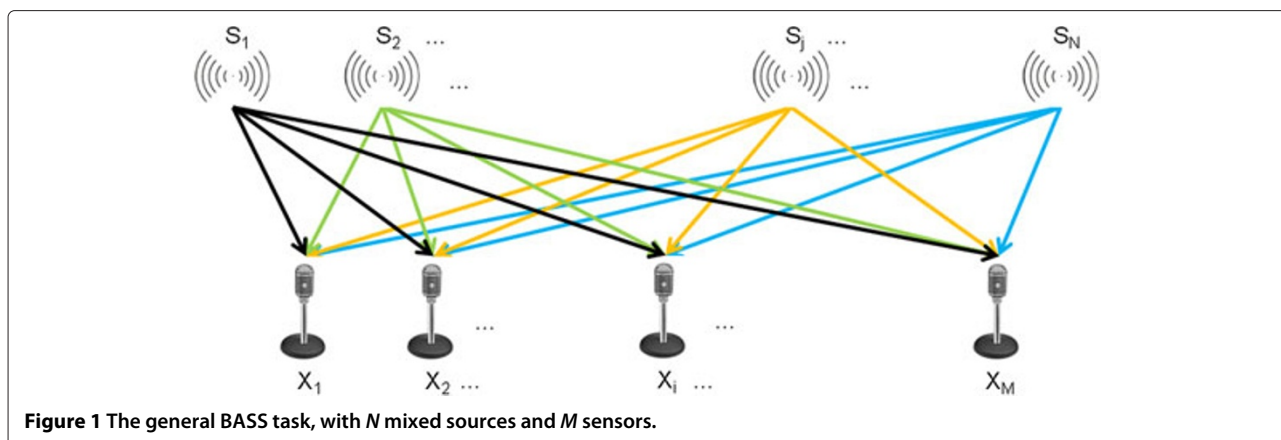 S1 S2 ... Sj ... SN
... ...
... ...
X1 X2 ... Xi ... XM
Figure 1 The general BASS task, with N mixed sources and M sensors.